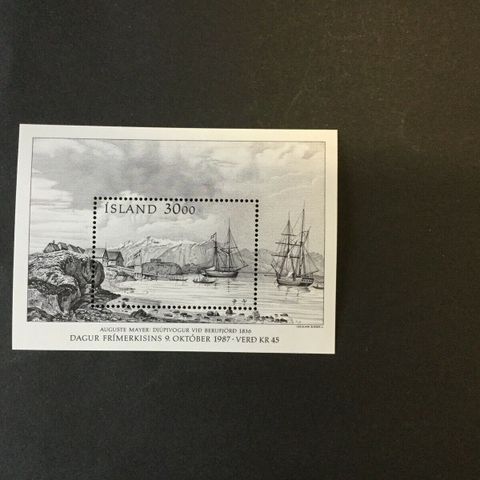 ÍSLAND 3000
AUGUSTE MAYER: DJÚPIVOGUR VIÐ BERUFJÖRÐ 1836
DAGUR FRÍMERKISINS 9. OKTÓBER 1987 · VERÐ KR 45